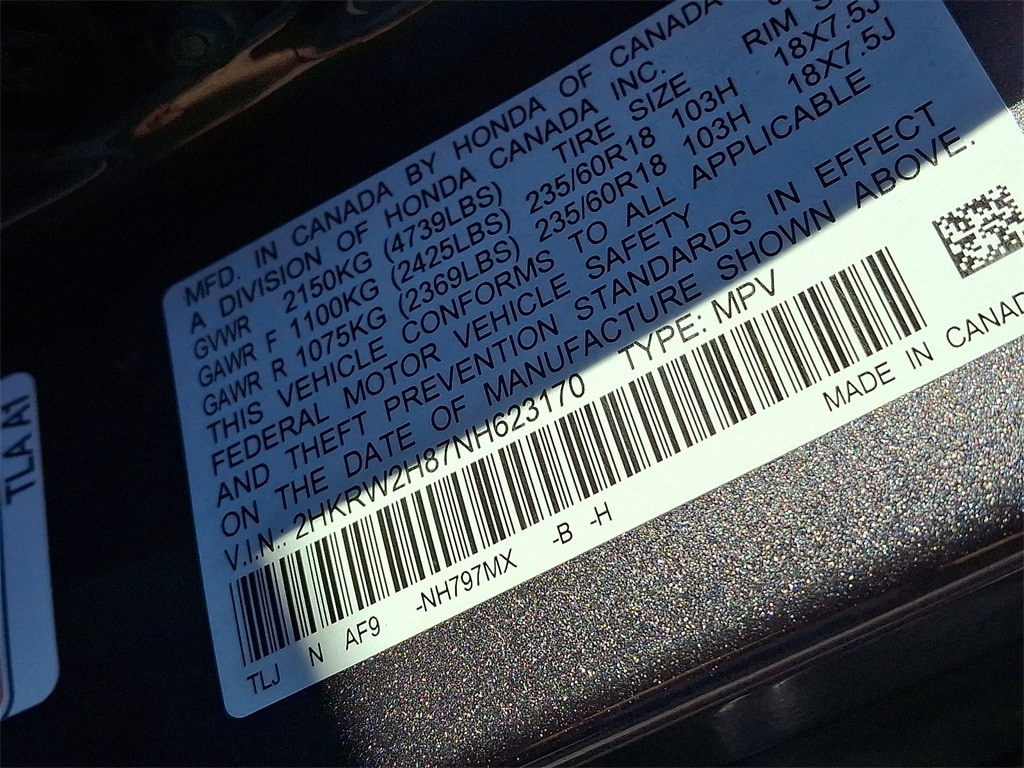 MFD. IN CANADA BY HONDA OF CANADA
A DIVISION OF HONDA CANADA INC.
TIRE SIZE RIM
GVWR 2150KG (4739LBS)
GAWR F 1100KG (2425LBS) 235/60R18 103H 18X7.5J
GAWR R 1075KG (2369LBS) 235/60R18 103H 18X7.5J
THIS VEHICLE CONFORMS TO ALL APPLICABLE
FEDERAL MOTOR VEHICLE SAFETY
AND THEFT PREVENTION STANDARDS IN EFFECT
ON THE DATE OF MANUFACTURE SHOWN ABOVE.
V.I.N.: 2HKRW2H87NH623170 TYPE: MPV
MADE IN CANAD
TLJ N AF9 -NH797MX -B -H
TLAA1